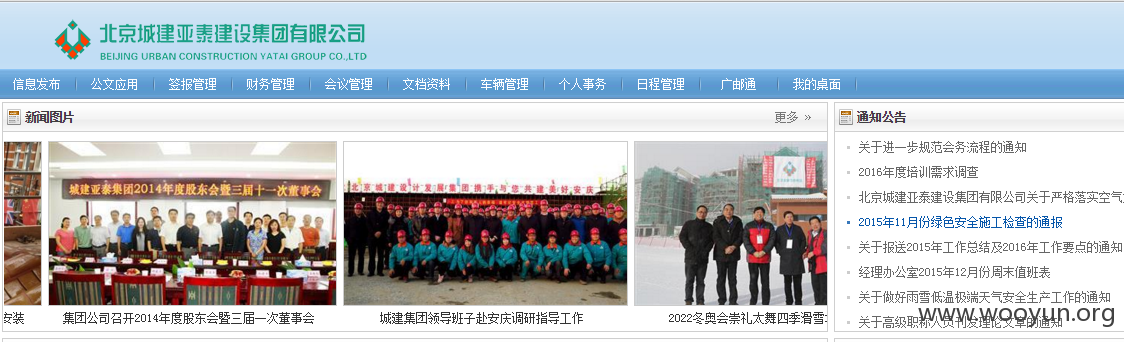 北京城建亚泰建设集团有限公司
BEIJING URBAN CONSTRUCTION YATAI GROUP CO.,LTD
信息发布 公文应用 签报管理 财务管理 会议管理 文档资料 车辆管理 个人事务 日程管理 广邮通 我的桌面
新闻图片 更多 »
城建亚泰集团2014年度股东会暨三届十一次董事会
北京城建设计发展集团携手与您共建美好安庆
安装
集团公司召开2014年度股东会暨三届一次董事会
城建集团领导班子赴安庆调研指导工作
2022冬奥会崇礼太舞四季滑雪
通知公告
关于进一步规范会务流程的通知
2016年度培训需求调查
北京城建亚泰建设集团有限公司关于严格落实空气
2015年11月份绿色安全施工检查的通报
关于报送2015年工作总结及2016年工作要点的通知
经理办公室2015年12月份周末值班表
关于做好雨雪低温极端天气安全生产工作的通知
关于高级职称人员刊发理论文章的通知
www.wooyun.org